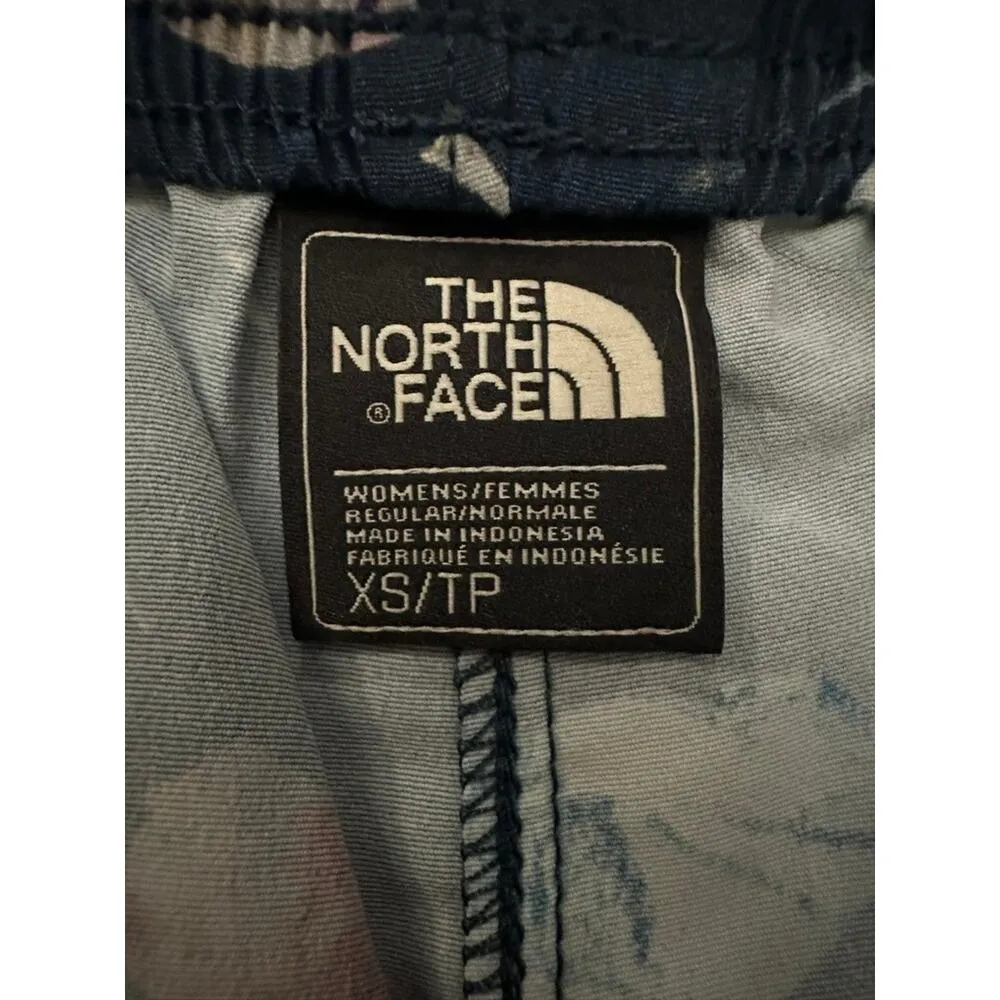 THE
NORTH
® FACE
WOMENS/FEMMES
REGULAR/NORMALE
MADE IN INDONESIA
FABRIQUÉ EN INDONÉSIE
XS/TP